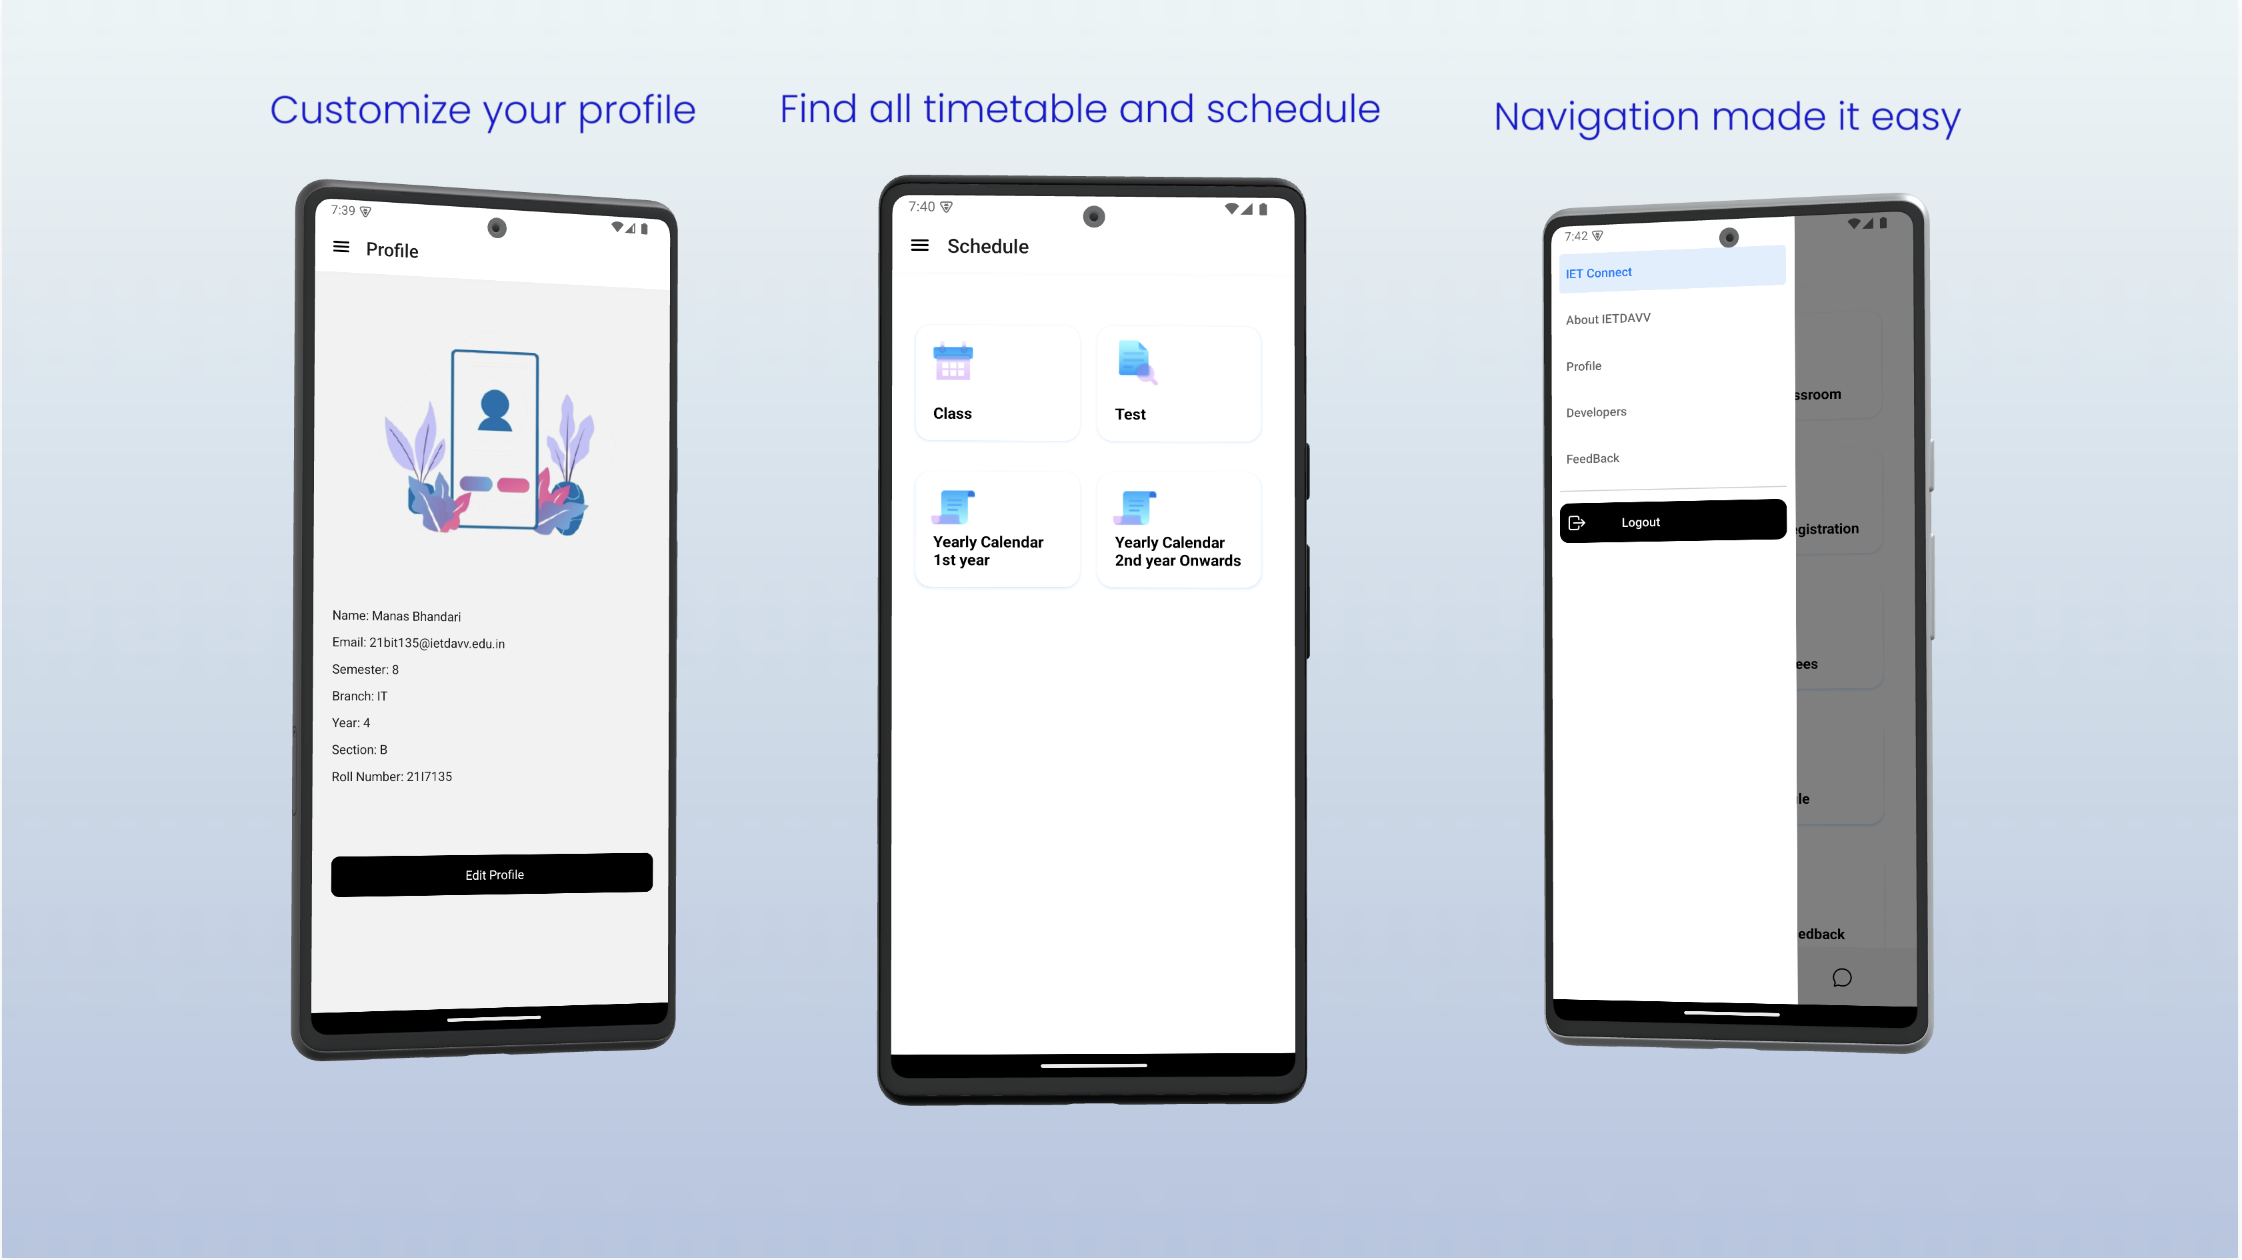 Customize your profile
Find all timetable and schedule
Navigation made it easy
7:39
Profile
Name: Manas Bhandari
Email: 21bit135@ietdavv.edu.in
Semester: 8
Branch: IT
Year: 4
Section: B
Roll Number: 21I7135
Edit Profile
7:40
Schedule
Class
Test
Yearly Calendar
1st year
Yearly Calendar
2nd year Onwards
7:42
IET Connect
About IETDAVV
Profile
Developers
FeedBack
Logout
ssroom
egistration
ees
le
edback